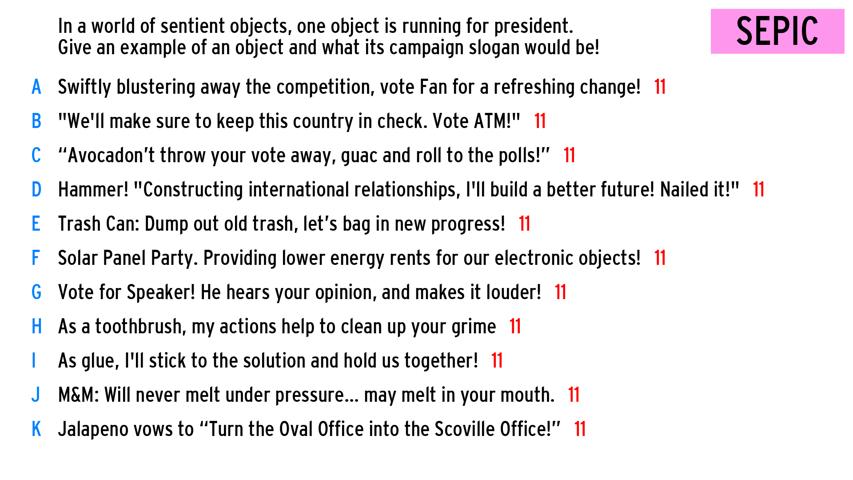 In a world of sentient objects, one object is running for president.
Give an example of an object and what its campaign slogan would be!
SEPIC
A Swiftly blustering away the competition, vote Fan for a refreshing change! 11
B "We'll make sure to keep this country in check. Vote ATM!" 11
C “Avocadon’t throw your vote away, guac and roll to the polls!” 11
D Hammer! "Constructing international relationships, I'll build a better future! Nailed it!" 11
E Trash Can: Dump out old trash, let’s bag in new progress! 11
F Solar Panel Party. Providing lower energy rents for our electronic objects! 11
G Vote for Speaker! He hears your opinion, and makes it louder! 11
H As a toothbrush, my actions help to clean up your grime 11
I As glue, I'll stick to the solution and hold us together! 11
J M&M: Will never melt under pressure... may melt in your mouth. 11
K Jalapeno vows to “Turn the Oval Office into the Scoville Office!” 11